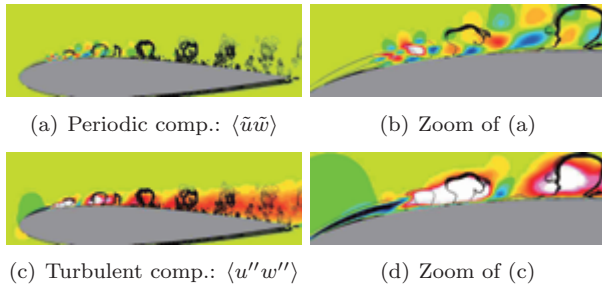 (a) Periodic comp.: ⟨ũw̃⟩
(b) Zoom of (a)
(c) Turbulent comp.: ⟨u′′w′′⟩
(d) Zoom of (c)